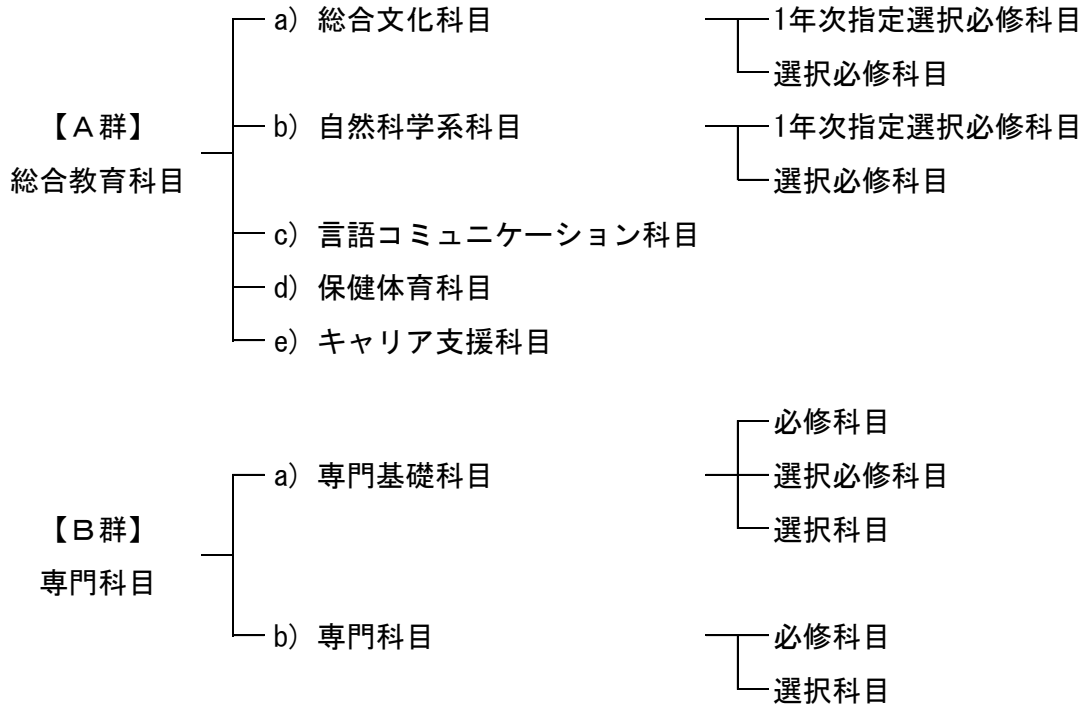 a) 総合文化科目
1年次指定選択必修科目
選択必修科目
【Ａ群】
総合教育科目
b) 自然科学系科目
1年次指定選択必修科目
選択必修科目
c) 言語コミュニケーション科目
d) 保健体育科目
e) キャリア支援科目
【Ｂ群】
専門科目
a) 専門基礎科目
必修科目
選択必修科目
選択科目
b) 専門科目
必修科目
選択科目